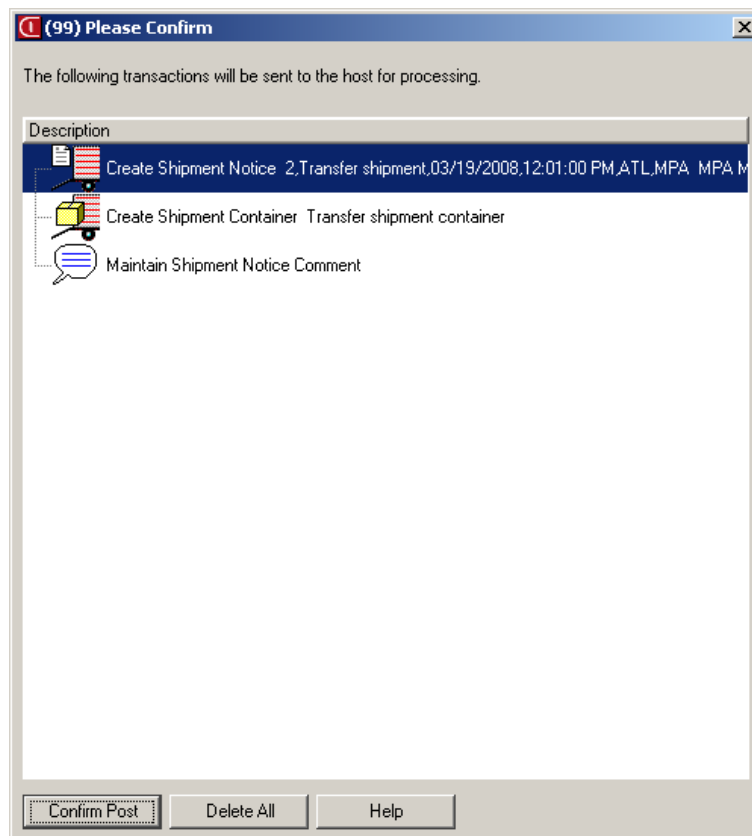 (99) Please Confirm
The following transactions will be sent to the host for processing.
Description
Create Shipment Notice 2,Transfer shipment,03/19/2008,12:01:00 PM,ATL,MPA MPA M
Create Shipment Container Transfer shipment container
Maintain Shipment Notice Comment
Confirm Post Delete All Help